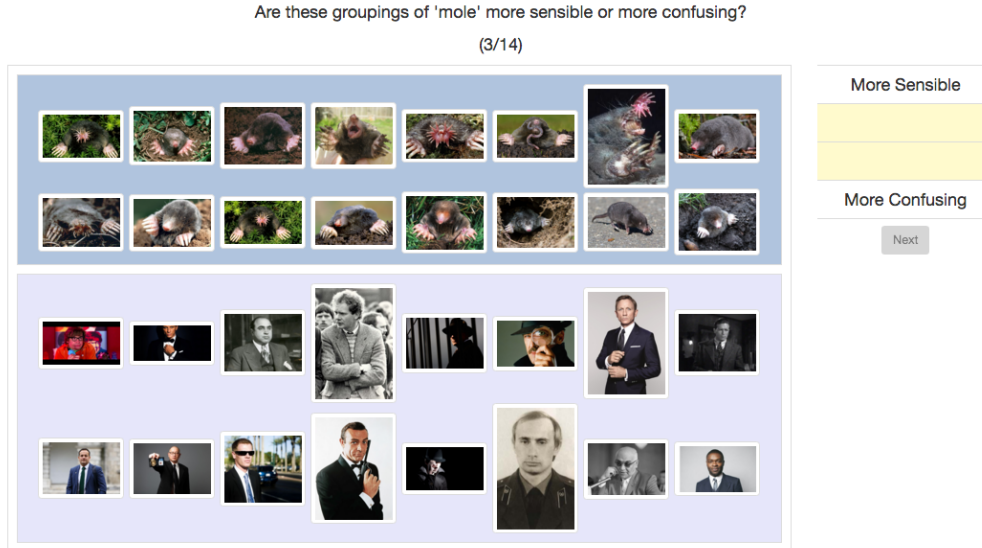 Are these groupings of 'mole' more sensible or more confusing?
(3/14)
More Sensible
More Confusing
Next